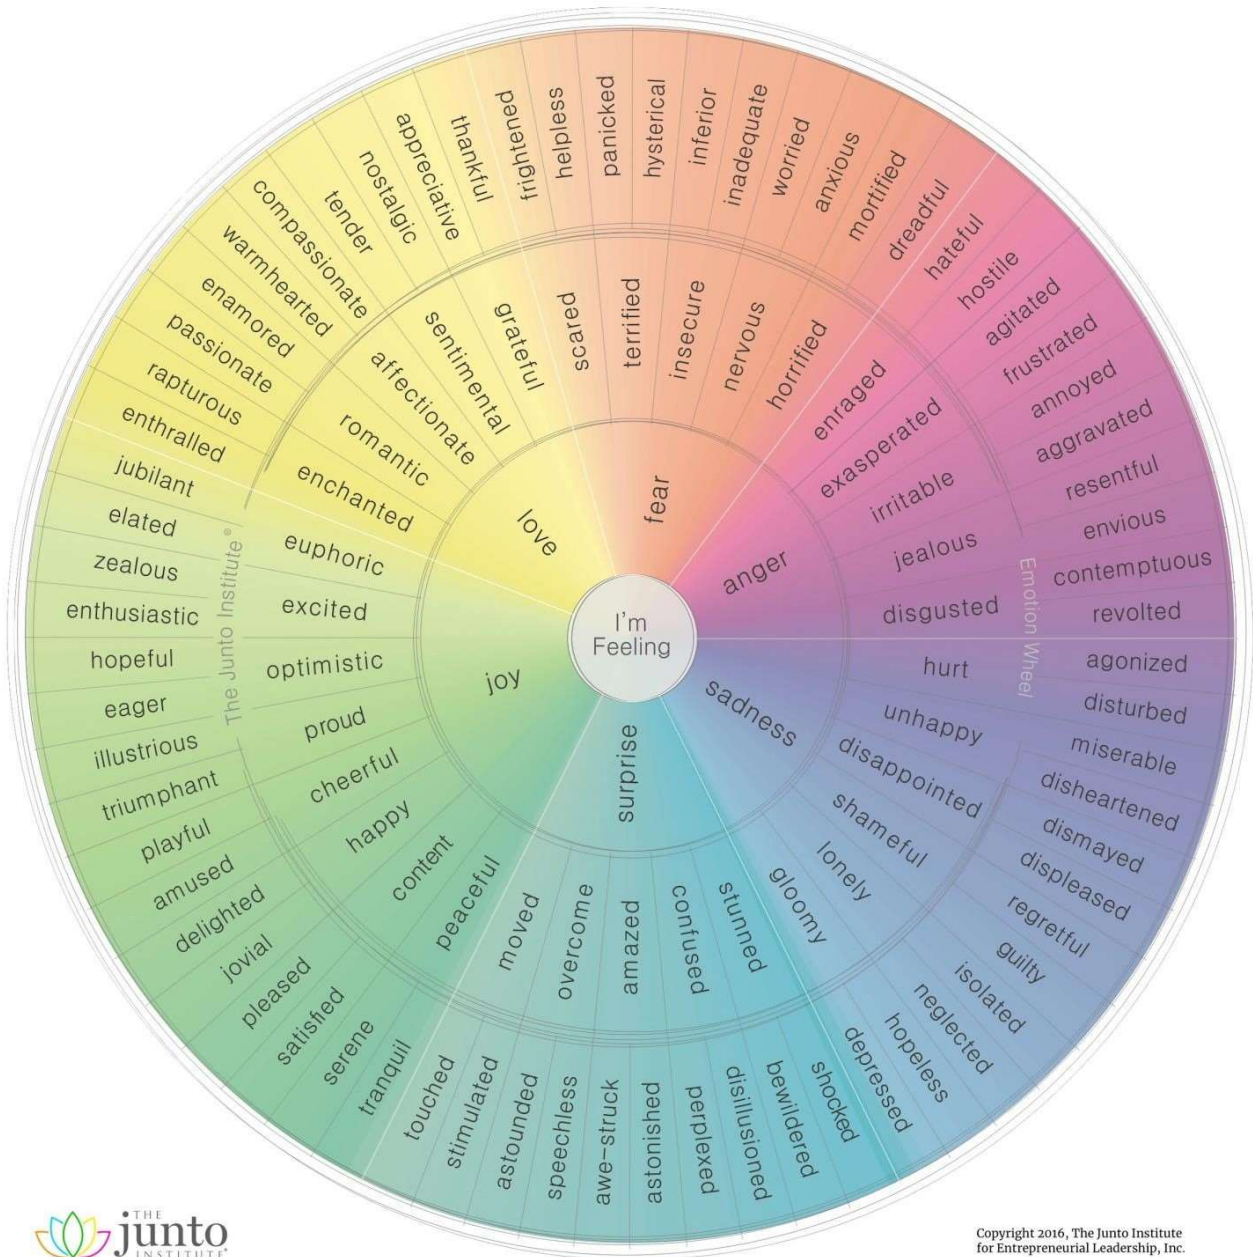 I'm
Feeling
fear
anger
sadness
surprise
joy
love
scared
terrified
insecure
nervous
horrified
enraged
exasperated
irritable
jealous
disgusted
hurt
unhappy
disappointed
shameful
lonely
gloomy
stunned
confused
amazed
overcome
moved
peaceful
content
happy
cheerful
proud
optimistic
excited
euphoric
enchanted
romantic
affectionate
sentimental
grateful
frightened
helpless
panicked
hysterical
inferior
inadequate
worried
anxious
mortified
dreadful
hateful
hostile
agitated
frustrated
annoyed
aggravated
resentful
envious
contemptuous
revolted
agonized
disturbed
miserable
disheartened
dismayed
displeased
regretful
guilty
isolated
neglected
hopeless
depressed
shocked
bewildered
disillusioned
perplexed
astonished
awe-struck
speechless
astounded
stimulated
touched
tranquil
serene
satisfied
pleased
jovial
delighted
amused
playful
triumphant
illustrious
eager
hopeful
enthusiastic
zealous
elated
jubilant
enthralled
rapturous
passionate
enamored
warmhearted
compassionate
tender
nostalgic
appreciative
thankful
The Junto Institute®
Emotion Wheel
THE
junto
INSTITUTE®
Copyright 2016, The Junto Institute
for Entrepreneurial Leadership, Inc.